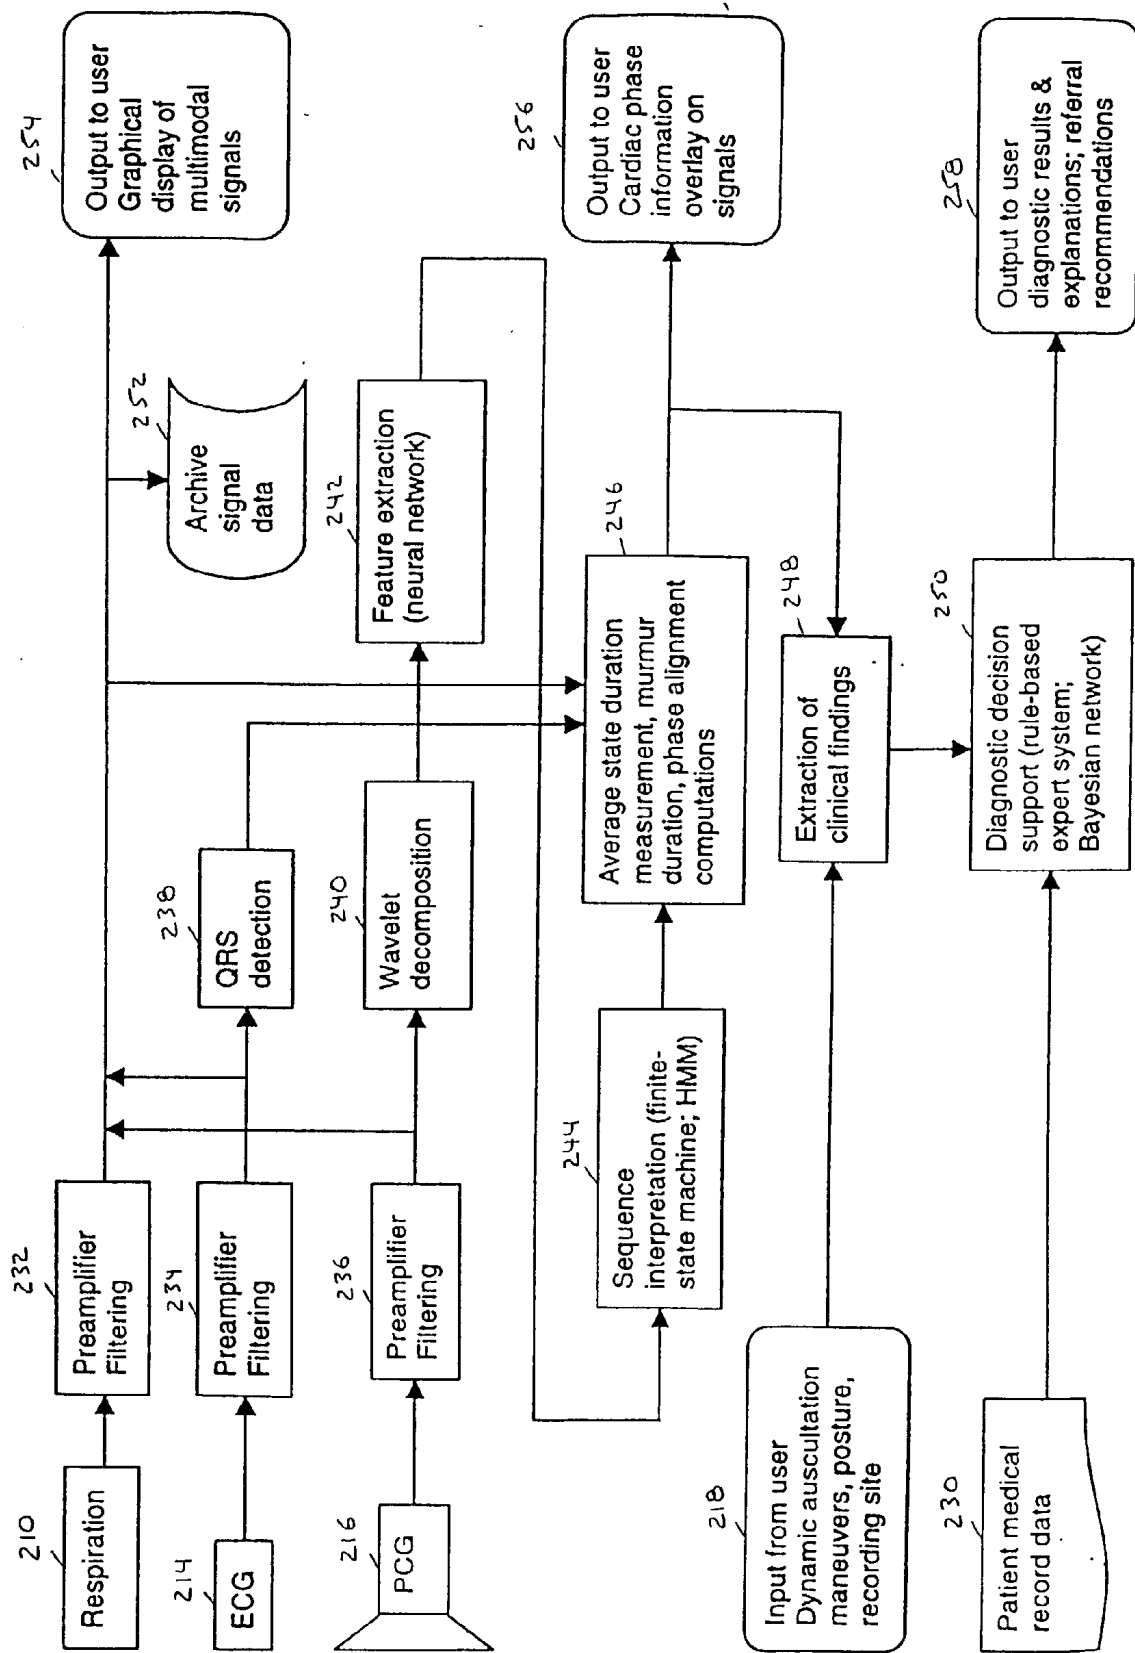 210
Respiration
232
Preamplifier
Filtering
254
Output to user
Graphical
display of
multimodal
signals
252
Archive
signal
data
214
ECG
234
Preamplifier
Filtering
238
QRS
detection
216
PCG
236
Preamplifier
Filtering
240
Wavelet
decomposition
242
Feature extraction
(neural network)
244
Sequence
interpretation (finite-
state machine; HMM)
246
Average state duration
measurement, murmur
duration, phase alignment
computations
256
Output to user
Cardiac phase
information
overlay on
signals
218
Input from user
Dynamic auscultation
maneuvers, posture,
recording site
248
Extraction of
clinical findings
230
Patient medical
record data
250
Diagnostic decision
support (rule-based
expert system;
Bayesian network)
258
Output to user
diagnostic results &
explanations; referral
recommendations